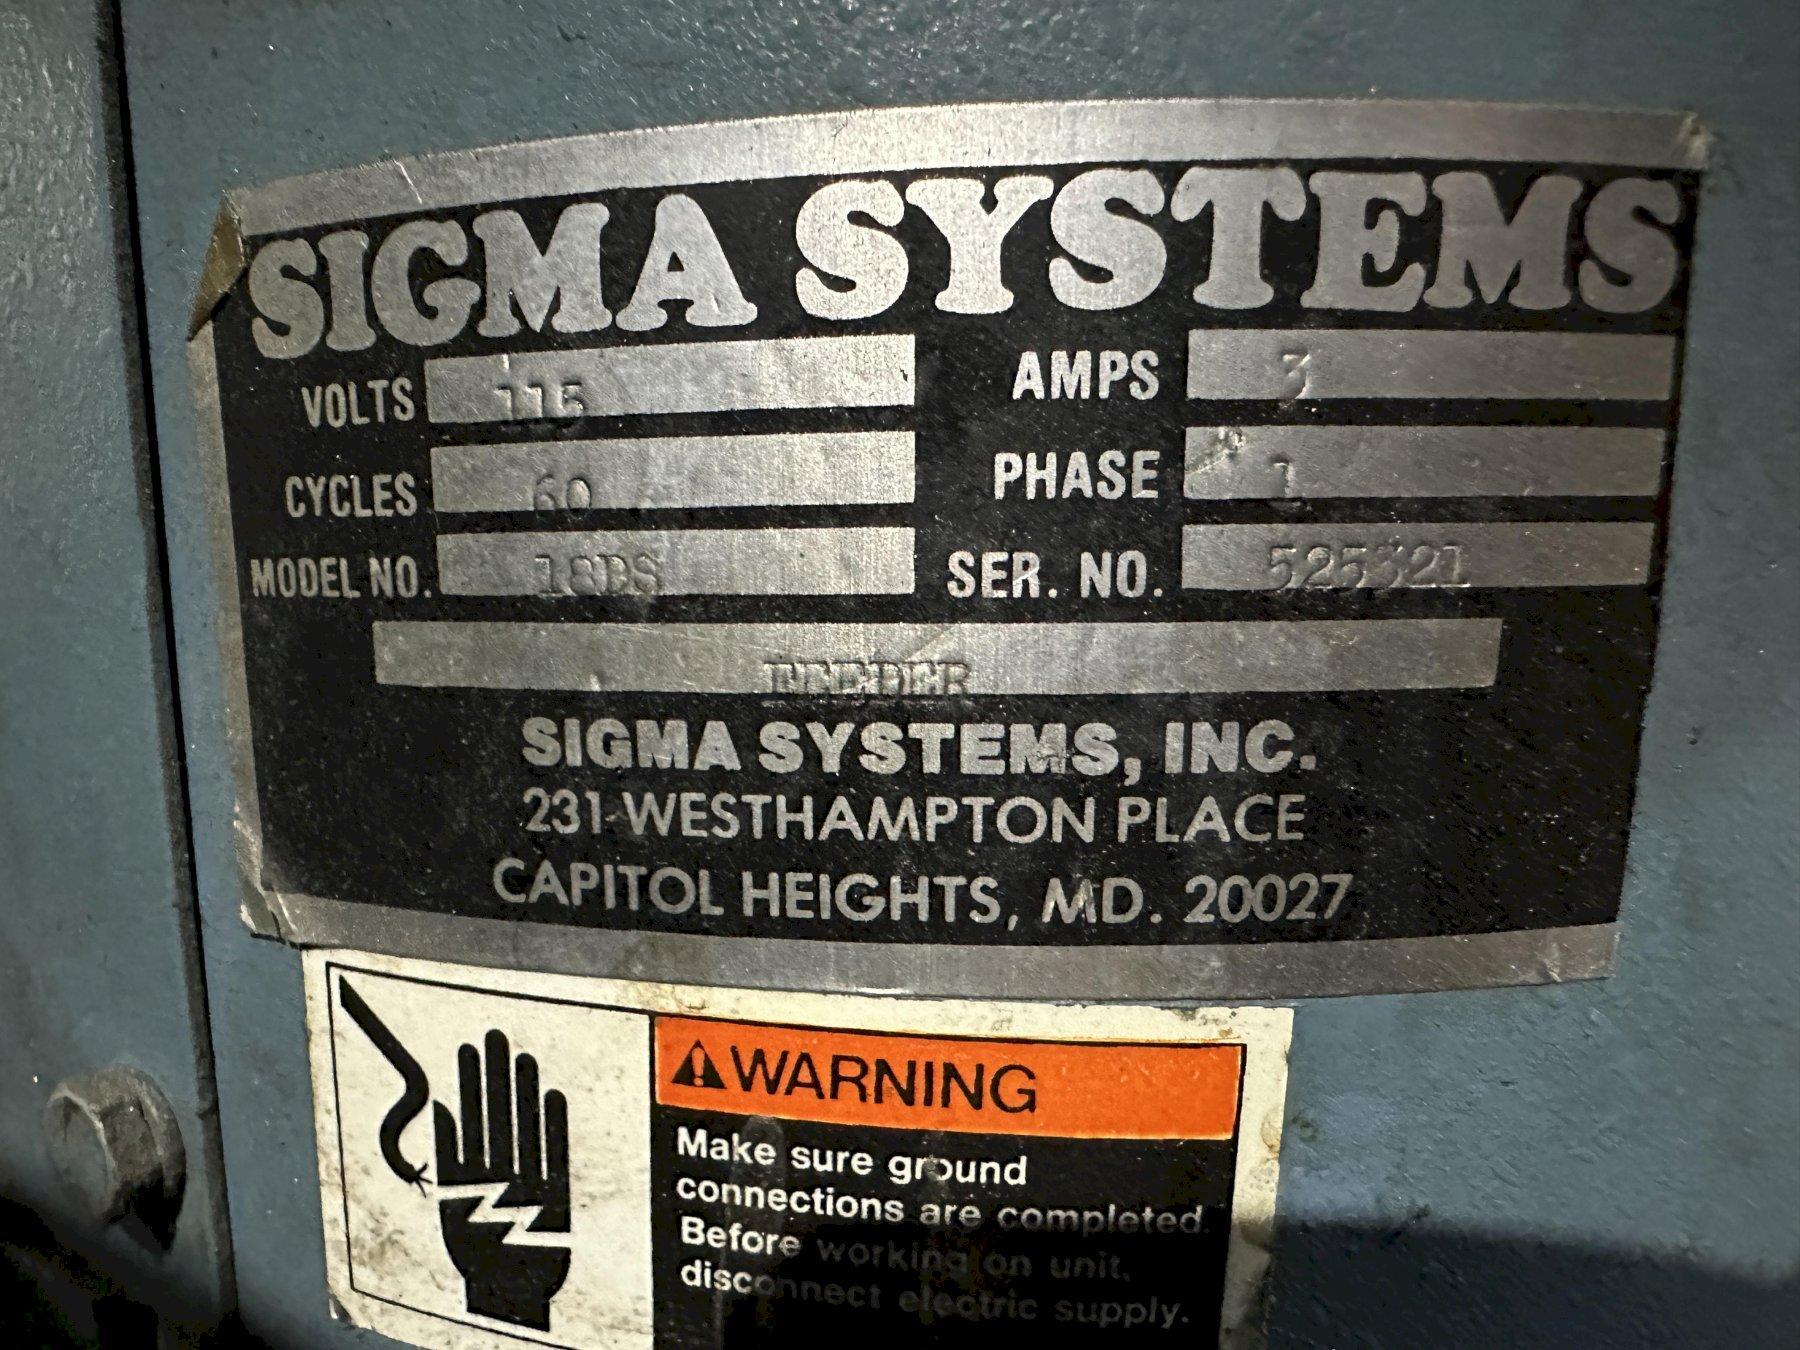 SIGMA SYSTEMS
VOLTS 115 AMPS 3
CYCLES 60 PHASE 1
MODEL NO. 18DS SER. NO. 525321
FEEDER
SIGMA SYSTEMS, INC.
231 WESTHAMPTON PLACE
CAPITOL HEIGHTS, MD. 20027
WARNING
Make sure ground
connections are completed.
Before working on unit,
disconnect electric supply.